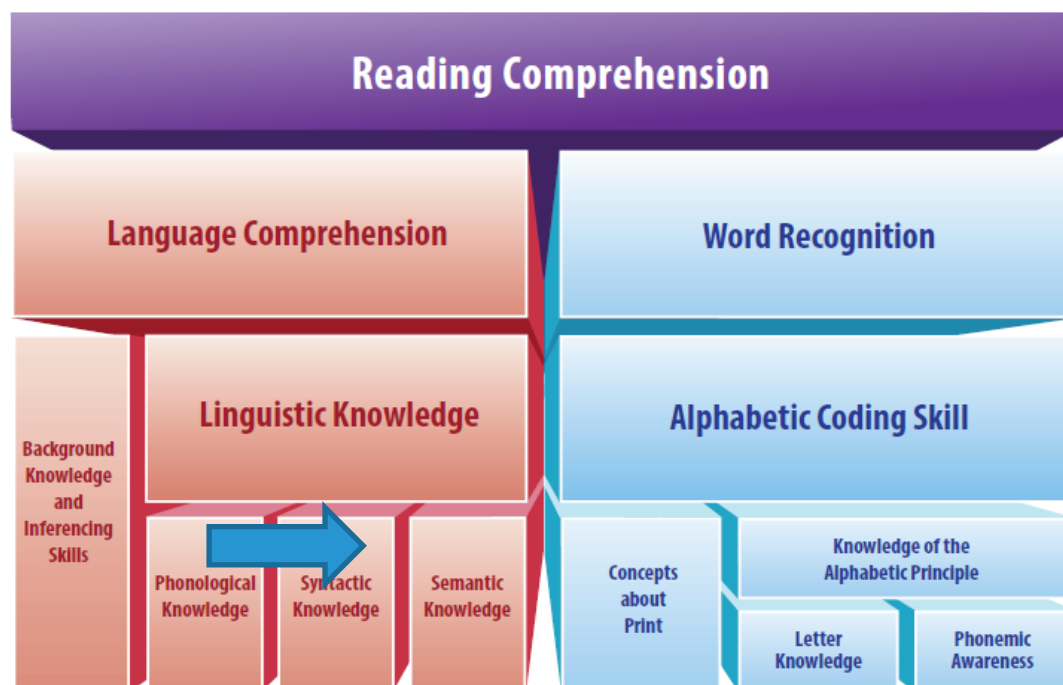 Reading Comprehension
Language Comprehension
Word Recognition
Background
Knowledge
and
Inferencing
Skills
Linguistic Knowledge
Alphabetic Coding Skill
Phonological
Knowledge
Syntactic
Knowledge
Semantic
Knowledge
Concepts
about
Print
Knowledge of the
Alphabetic Principle
Letter
Knowledge
Phonemic
Awareness